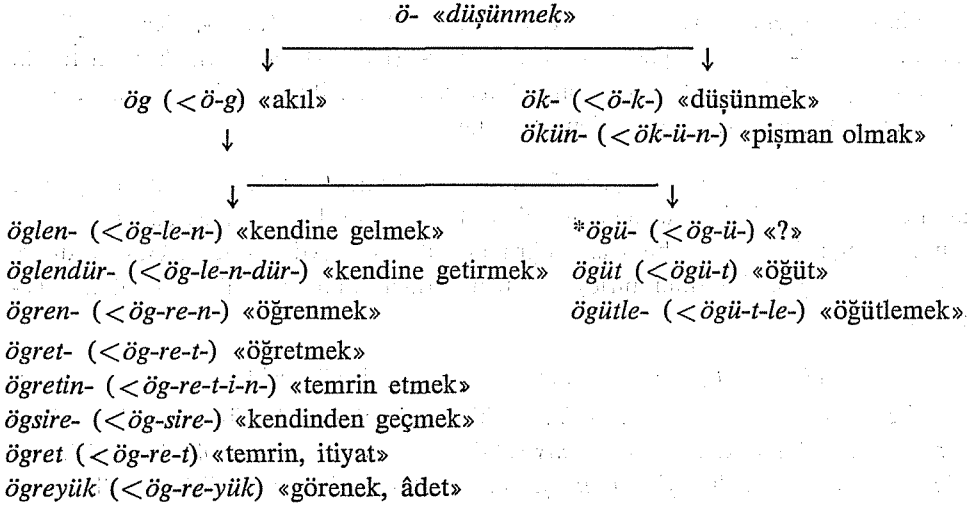 ö- «düşünmek»
ög (<ö-g) «akıl»
ök- (<ö-k-) «düşünmek»
ökün- (<ök-ü-n-) «pişman olmak»
öglen- (<ög-le-n-) «kendine gelmek»
öglendür- (<ög-le-n-dür-) «kendine getirmek»
ögren- (<ög-re-n-) «öğrenmek»
ögret- (<ög-re-t-) «öğretmek»
ögretin- (<ög-re-t-i-n-) «temrin etmek»
ögsire- (<ög-sire-) «kendinden geçmek»
ögret (<ög-re-t) «temrin, itiyat»
ögreyük (<ög-re-yük) «görenek, âdet»
*ögü- (<ög-ü-) «?»
ögüt (<ögü-t) «öğüt»
ögütle- (<ögü-t-le-) «öğütlemek»